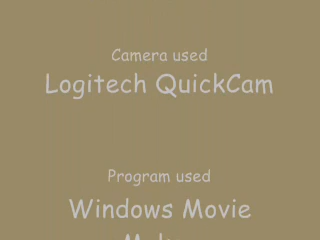 Camera used
Logitech QuickCam
Program used
Windows Movie